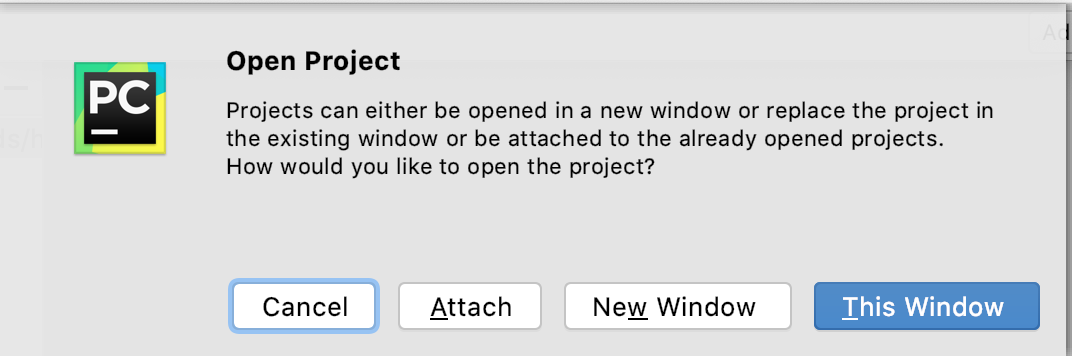 Open Project
PC
Projects can either be opened in a new window or replace the project in
the existing window or be attached to the already opened projects.
How would you like to open the project?
Cancel
Attach
New Window
This Window